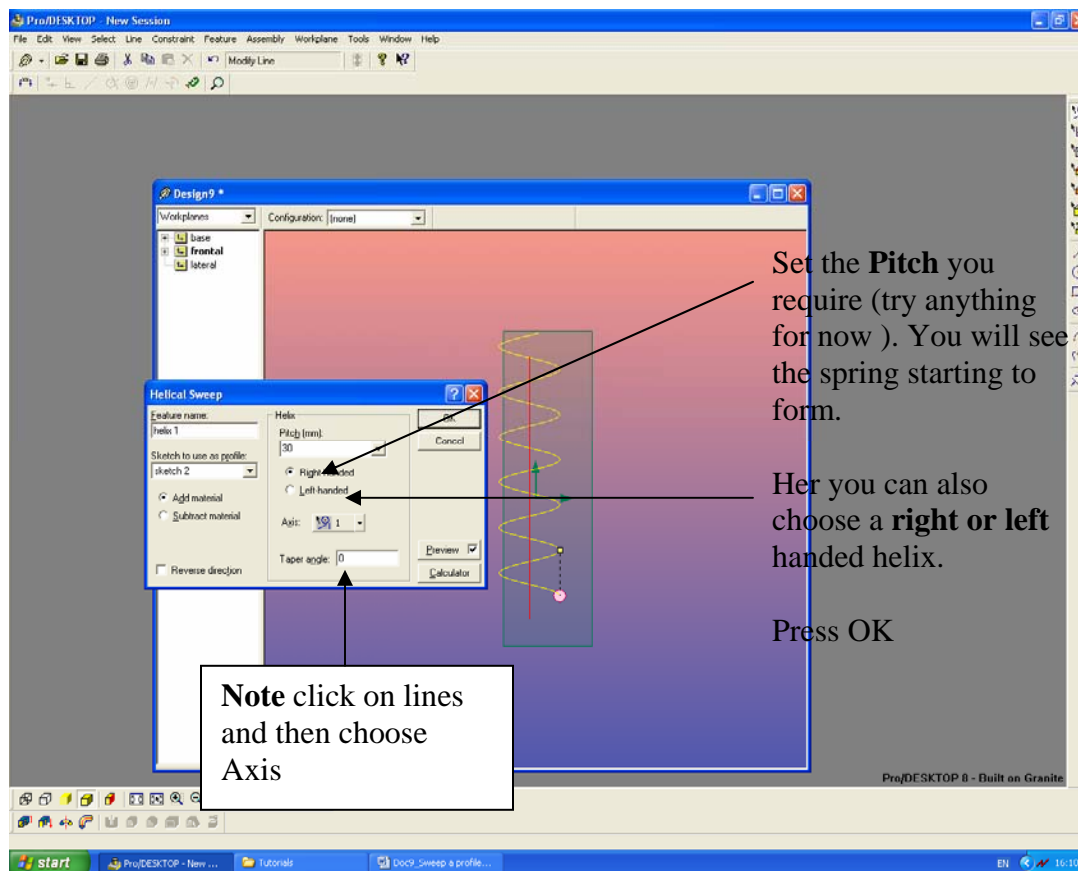 Pro/DESKTOP - New Session
File Edit View Select Line Constraint Feature Assembly Workplane Tools Window Help
Modify Line
Design9 *
Workplanes
Configuration: (none)
base
frontal
lateral
Set the Pitch you
require (try anything
for now ). You will see
the spring starting to
form.
Helical Sweep
Feature name:
helix 1
Sketch to use as profile:
sketch 2
Add material
Subtract material
Reverse direction
Helix
Pitch (mm):
30
Right-handed
Left-handed
Axis: 1
Taper angle: 0
OK
Cancel
Preview
Calculator
Her you can also
choose a right or left
handed helix.
Press OK
Note click on lines
and then choose
Axis
Pro/DESKTOP 8 - Built on Granite
start
Pro/DESKTOP - New ...
Tutorials
Doc9_Sweep a profile...
EN
16:10